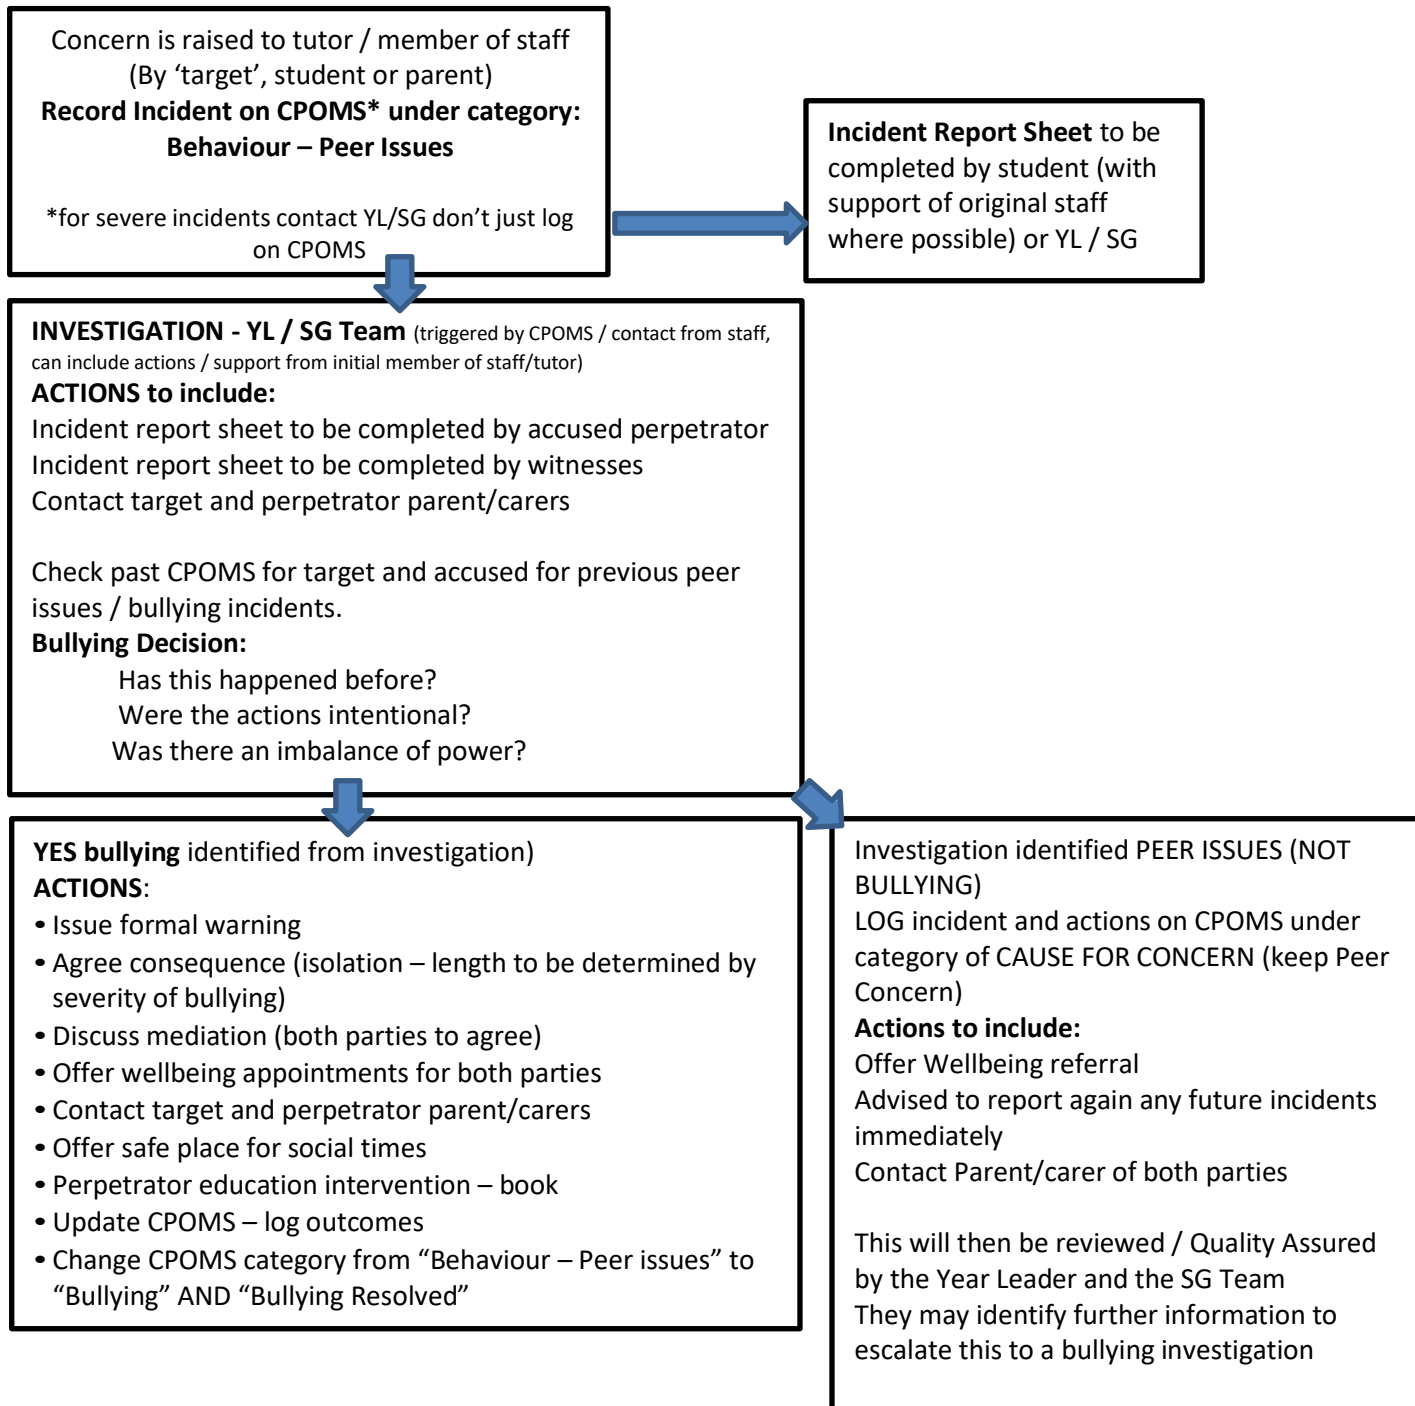 Concern is raised to tutor / member of staff
(By ‘target’, student or parent)
Record Incident on CPOMS* under category:
Behaviour – Peer Issues
*for severe incidents contact YL/SG don’t just log
on CPOMS
Incident Report Sheet to be
completed by student (with
support of original staff
where possible) or YL / SG
INVESTIGATION - YL / SG Team (triggered by CPOMS / contact from staff,
can include actions / support from initial member of staff/tutor)
ACTIONS to include:
Incident report sheet to be completed by accused perpetrator
Incident report sheet to be completed by witnesses
Contact target and perpetrator parent/carers
Check past CPOMS for target and accused for previous peer
issues / bullying incidents.
Bullying Decision:
Has this happened before?
Were the actions intentional?
Was there an imbalance of power?
YES bullying identified from investigation)
ACTIONS:
• Issue formal warning
• Agree consequence (isolation – length to be determined by
severity of bullying)
• Discuss mediation (both parties to agree)
• Offer wellbeing appointments for both parties
• Contact target and perpetrator parent/carers
• Offer safe place for social times
• Perpetrator education intervention – book
• Update CPOMS – log outcomes
• Change CPOMS category from “Behaviour – Peer issues” to
“Bullying” AND “Bullying Resolved”
Investigation identified PEER ISSUES (NOT
BULLYING)
LOG incident and actions on CPOMS under
category of CAUSE FOR CONCERN (keep Peer
Concern)
Actions to include:
Offer Wellbeing referral
Advised to report again any future incidents
immediately
Contact Parent/carer of both parties
This will then be reviewed / Quality Assured
by the Year Leader and the SG Team
They may identify further information to
escalate this to a bullying investigation